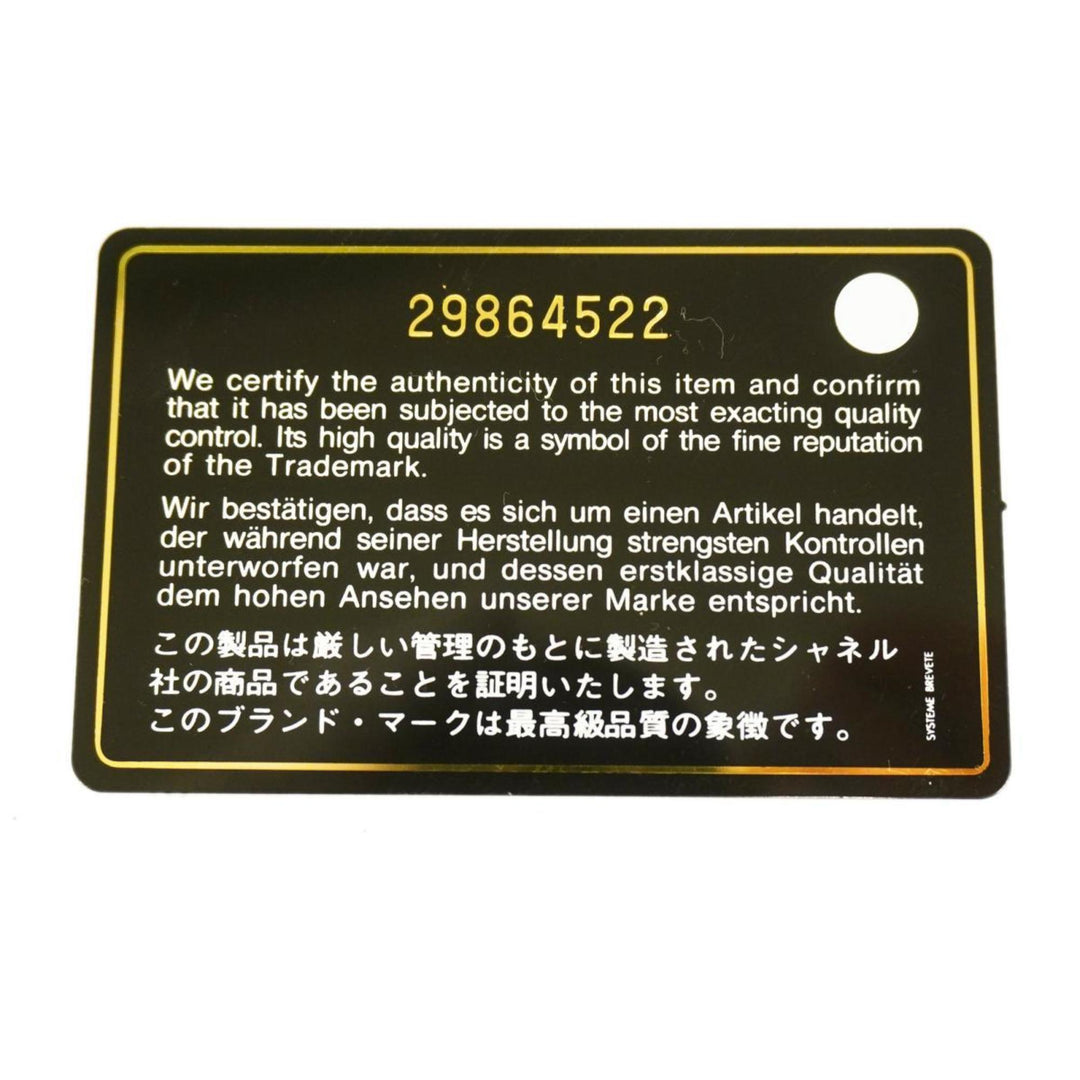 29864522
We certify the authenticity of this item and confirm
that it has been subjected to the most exacting quality
control. Its high quality is a symbol of the fine reputation
of the Trademark.
Wir bestätigen, dass es sich um einen Artikel handelt,
der während seiner Herstellung strengsten Kontrollen
unterworfen war, und dessen erstklassige Qualität
dem hohen Ansehen unserer Marke entspricht.
この製品は厳しい管理のもとに製造されたシャネル
社の商品であることを証明いたします。
このブランド・マークは最高級品質の象徴です。
SYSTEME BREVETE